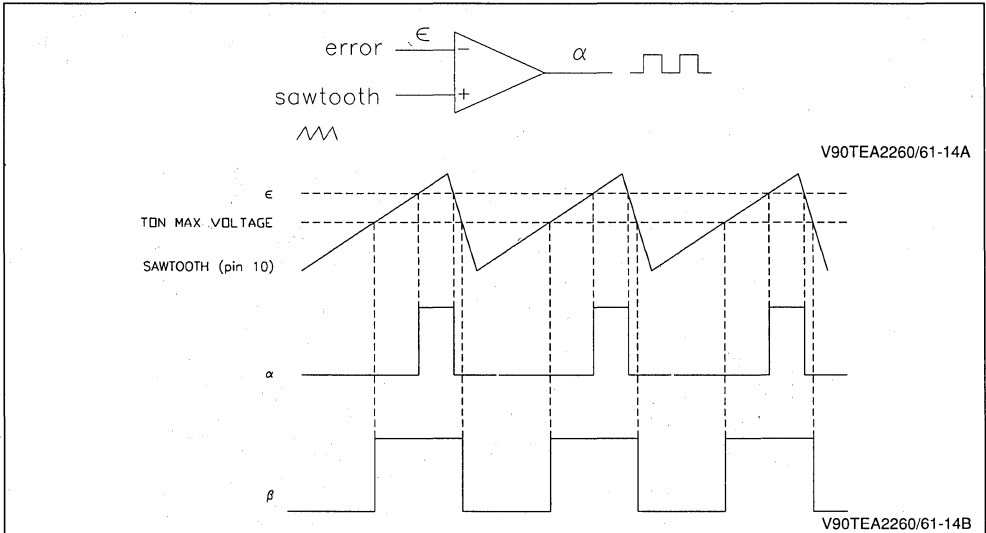 error
ϵ
α
−
sawtooth
+
V90TEA2260/61-14A
ϵ
TON MAX. VOLTAGE
SAWTOOTH (pin 10)
α
β
V90TEA2260/61-14B